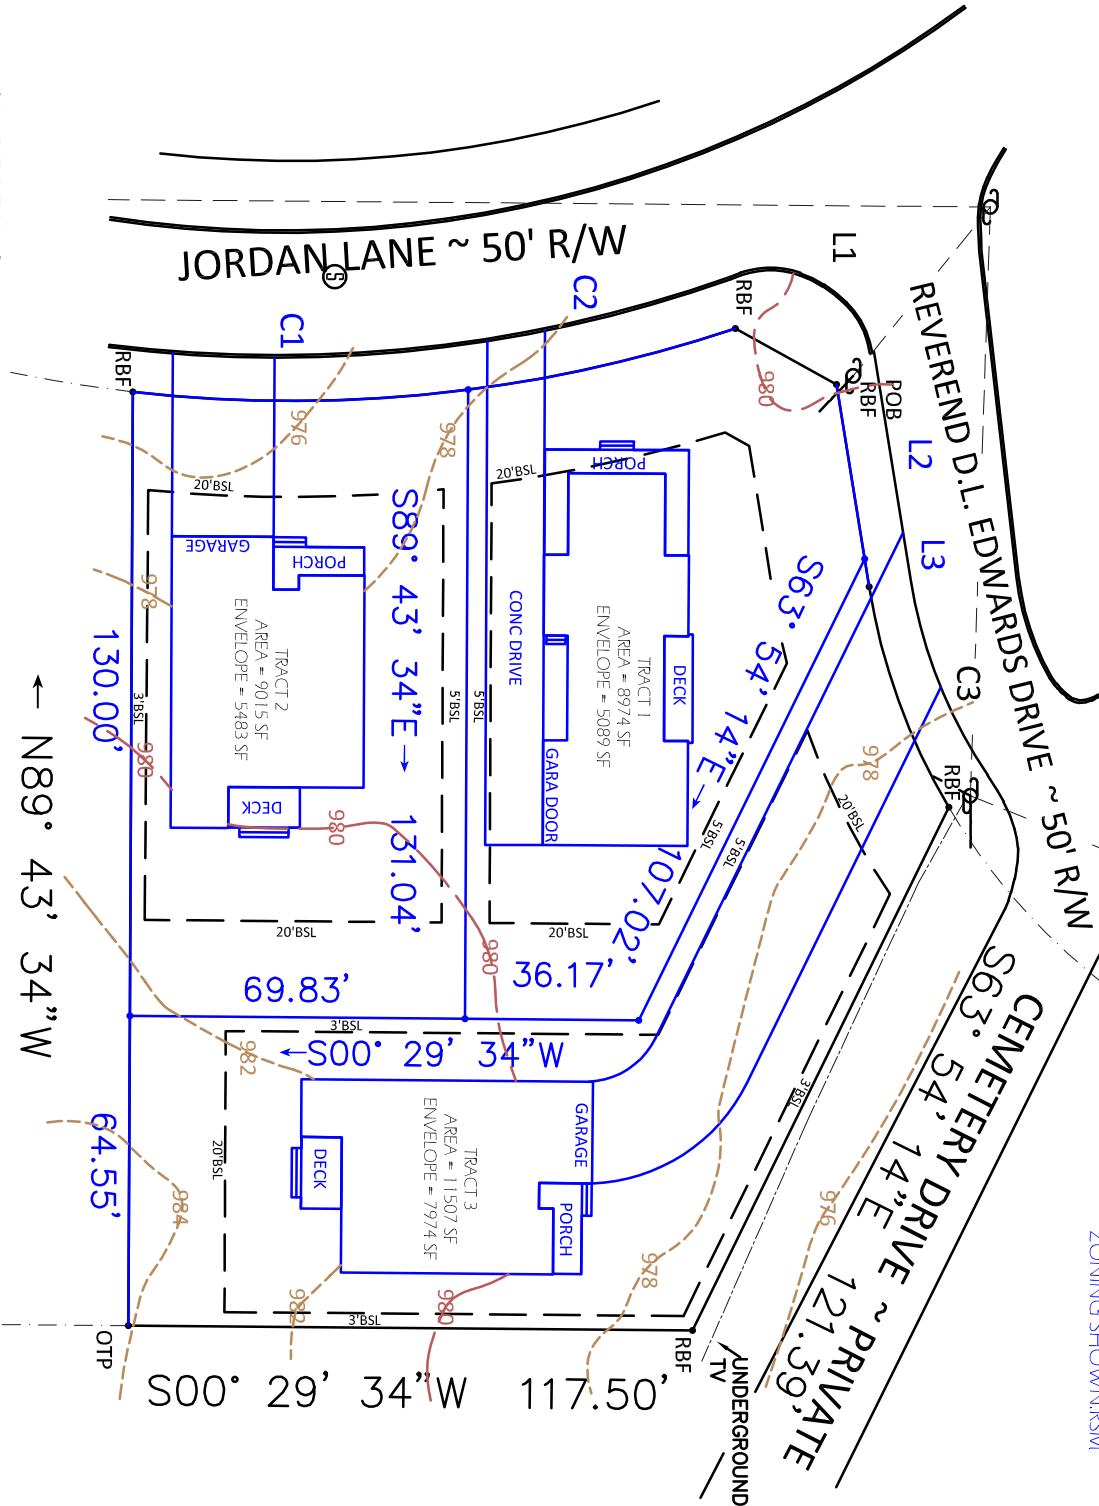 JORDAN LANE ~ 50' R/W
S
REVEREND D.L. EDWARDS DRIVE ~ 50' R/W
CEMETERY DRIVE ~ PRIVATE
S63° 54' 14"E 121.39'
L1
L2
L3
C1
C2
C3
RBF
RBF
POB
RBF
RBF
RBF
OTP
980
976
978
978
980
980
980
982
984
982
980
978
978
976
20'BSL
20'BSL
20'BSL
3'BSL
5'BSL
5'BSL
20'BSL
20'BSL
5'BSL
5'BSL
20'BSL
3'BSL
3'BSL
20'BSL
3'BSL
PORCH
DECK
CONC DRIVE
GARA DOOR
TRACT 1
AREA = 8974 SF
ENVELOPE = 5089 SF
GARAGE
PORCH
DECK
TRACT 2
AREA = 9015 SF
ENVELOPE = 5483 SF
GARAGE
PORCH
DECK
TRACT 3
AREA = 11507 SF
ENVELOPE = 7974 SF
S89° 43' 34"E → 131.04'
S63° 54' 14"E → 107.02'
36.17'
69.83'
←S00° 29' 34"W
130.00'
64.55'
← N89° 43' 34"W
S00° 29' 34"W 117.50'
UNDERGROUND
TV